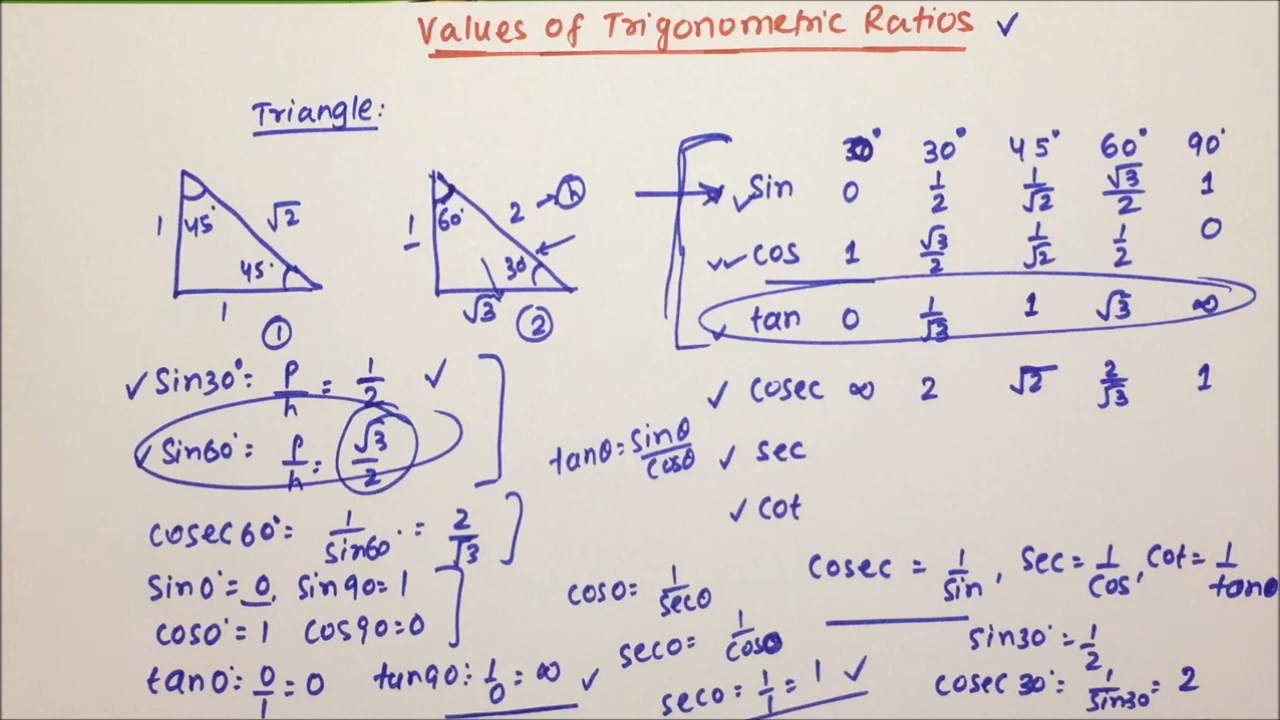 Values of Trigonometric Ratios ✓
Triangle:
1 45° √2 45° 1 ①
1 60° 2 → ⓗ 30° √3 ②
30° 45° 60° 90°
✓ Sin 0 1/2 1/√2 √3/2 1
✓✓ cos 1 √3/2 1/√2 1/2 0
✓ tan 0 1/√3 1 √3 ∞
✓ cosec ∞ 2 √2 2/√3 1
✓ sec
✓ cot
✓ Sin30°= P/h = 1/2 ✓
✓ Sin60°= P/h = √3/2
tanθ = sinθ/cosθ
cosec60°= 1/sin60° = 2/√3
Sin0°=0, Sin90=1
cos0°=1 cos90=0
tan0°= 0/1 = 0 tan90= 1/0 = ∞ ✓
cos0= 1/sec0
sec0= 1/cos0
sec0= 1/1 = 1 ✓
cosec = 1/sin, sec = 1/cos, cot = 1/tanθ
sin30°= 1/2,
cosec 30°= 1/sin30 = 2